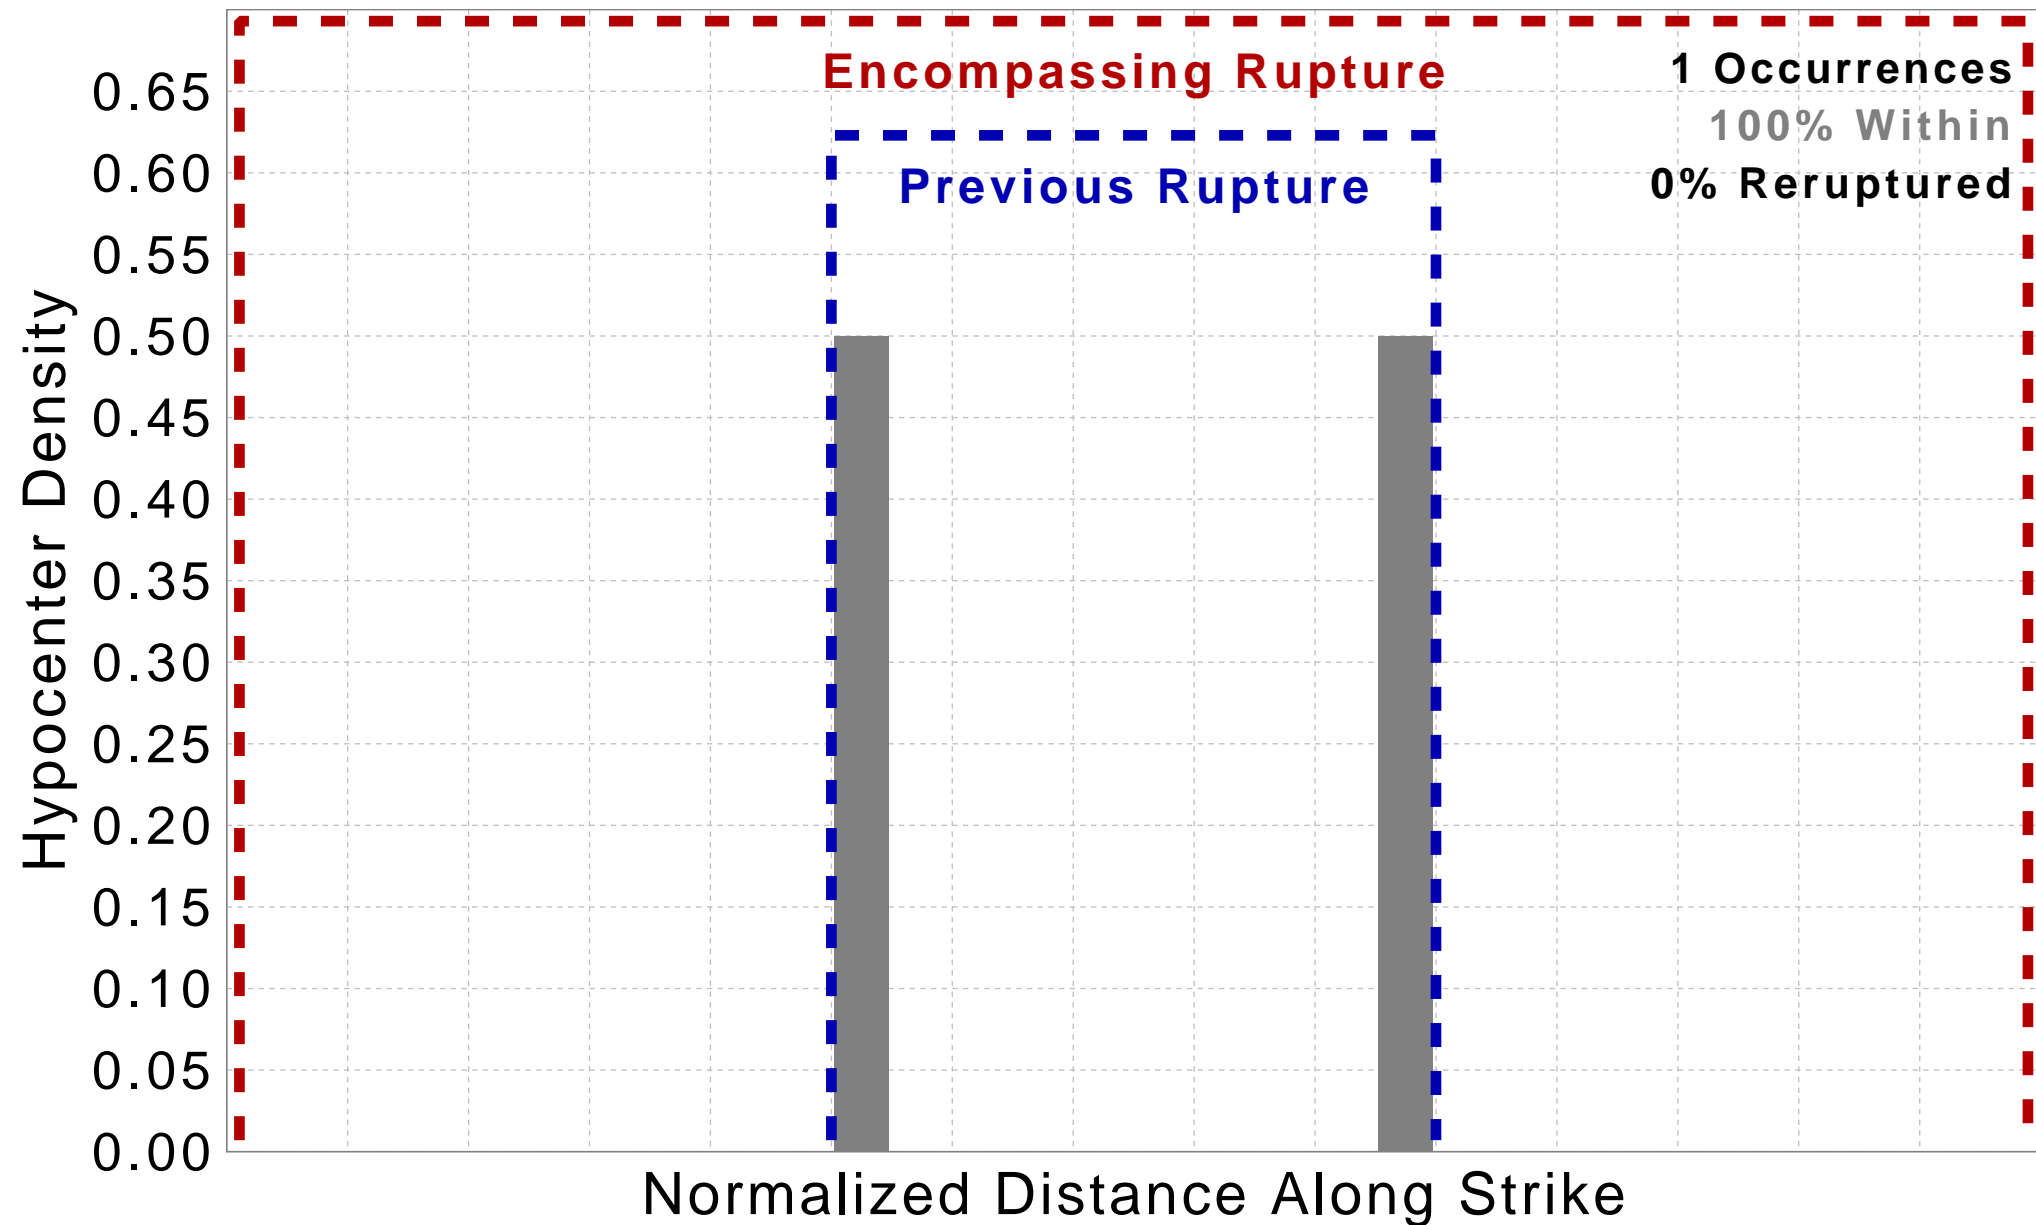 Encompassing Rupture
Previous Rupture
1 Occurrences
100% Within
0% Reruptured
Hypocenter Density
0.65
0.60
0.55
0.50
0.45
0.40
0.35
0.30
0.25
0.20
0.15
0.10
0.05
0.00
Normalized Distance Along Strike